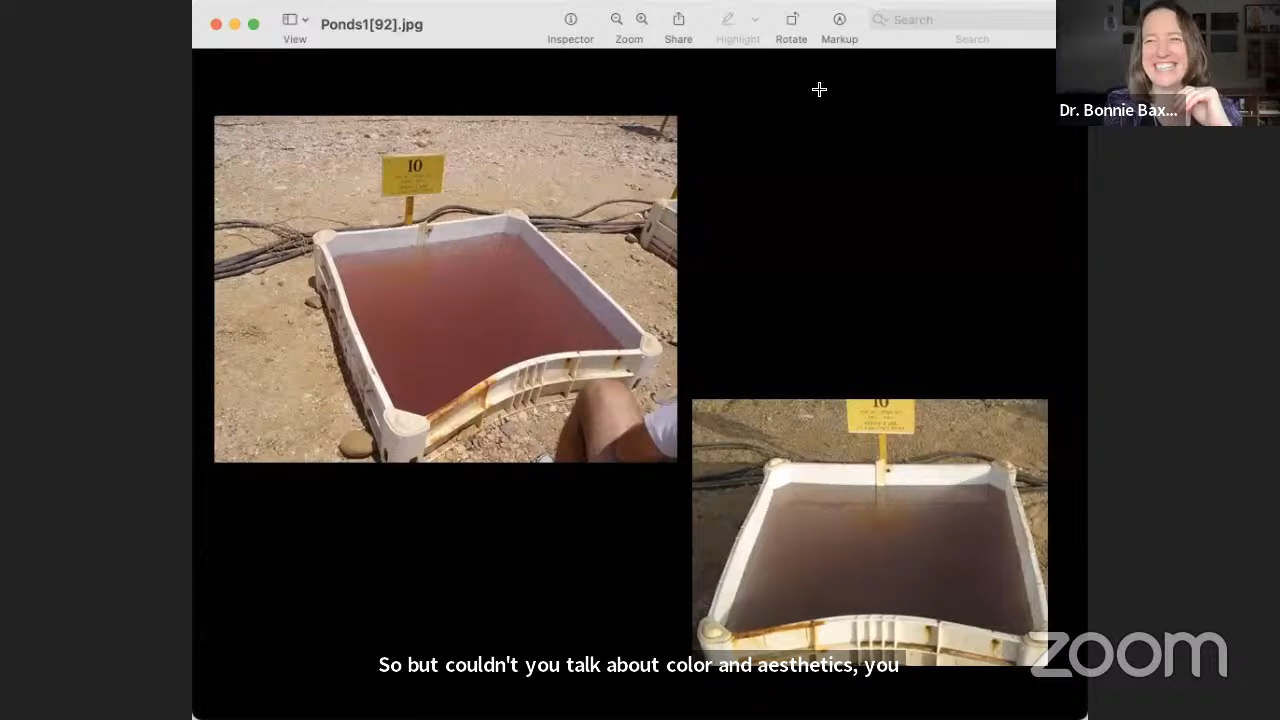 Ponds1[92].jpg
View
Inspector
Zoom
Share
Highlight
Rotate
Markup
Search
Search
Dr. Bonnie Bax...
10
10
So but couldn't you talk about color and aesthetics, you
zoom